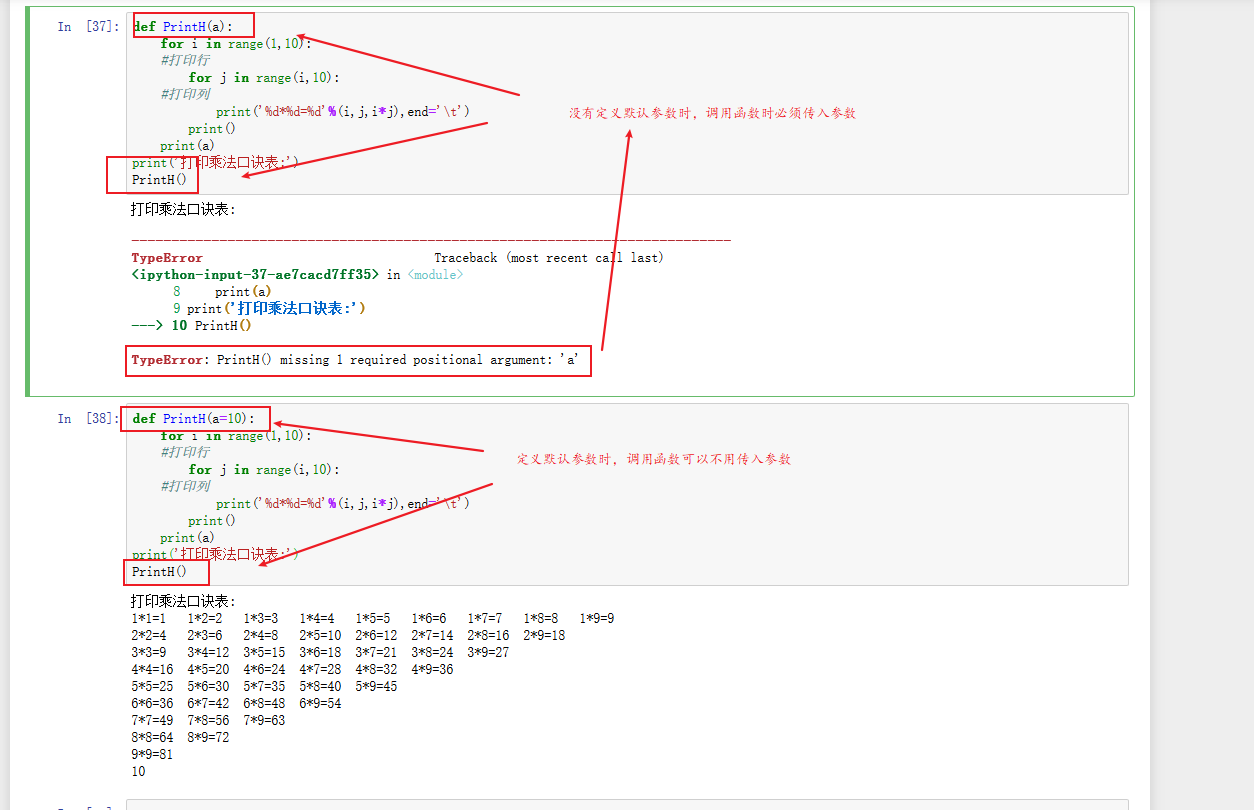 In [37]: def PrintH(a):
for i in range(1,10):
#打印行
for j in range(i,10):
#打印列
print('%d*%d=%d'%(i,j,i*j),end='\t')
没有定义默认参数时，调用函数时必须传入参数
print()
print(a)
print('打印乘法口诀表:')
PrintH()
打印乘法口诀表:
---------------------------------------------------------------------------
TypeError Traceback (most recent call last)
<ipython-input-37-ae7cacd7ff35> in <module>
8 print(a)
9 print('打印乘法口诀表:')
---> 10 PrintH()
TypeError: PrintH() missing 1 required positional argument: 'a'
In [38]: def PrintH(a=10):
for i in range(1,10):
#打印行
定义默认参数时，调用函数可以不用传入参数
for j in range(i,10):
#打印列
print('%d*%d=%d'%(i,j,i*j),end='\t')
print()
print(a)
print('打印乘法口诀表:')
PrintH()
打印乘法口诀表:
1*1=1 1*2=2 1*3=3 1*4=4 1*5=5 1*6=6 1*7=7 1*8=8 1*9=9
2*2=4 2*3=6 2*4=8 2*5=10 2*6=12 2*7=14 2*8=16 2*9=18
3*3=9 3*4=12 3*5=15 3*6=18 3*7=21 3*8=24 3*9=27
4*4=16 4*5=20 4*6=24 4*7=28 4*8=32 4*9=36
5*5=25 5*6=30 5*7=35 5*8=40 5*9=45
6*6=36 6*7=42 6*8=48 6*9=54
7*7=49 7*8=56 7*9=63
8*8=64 8*9=72
9*9=81
10